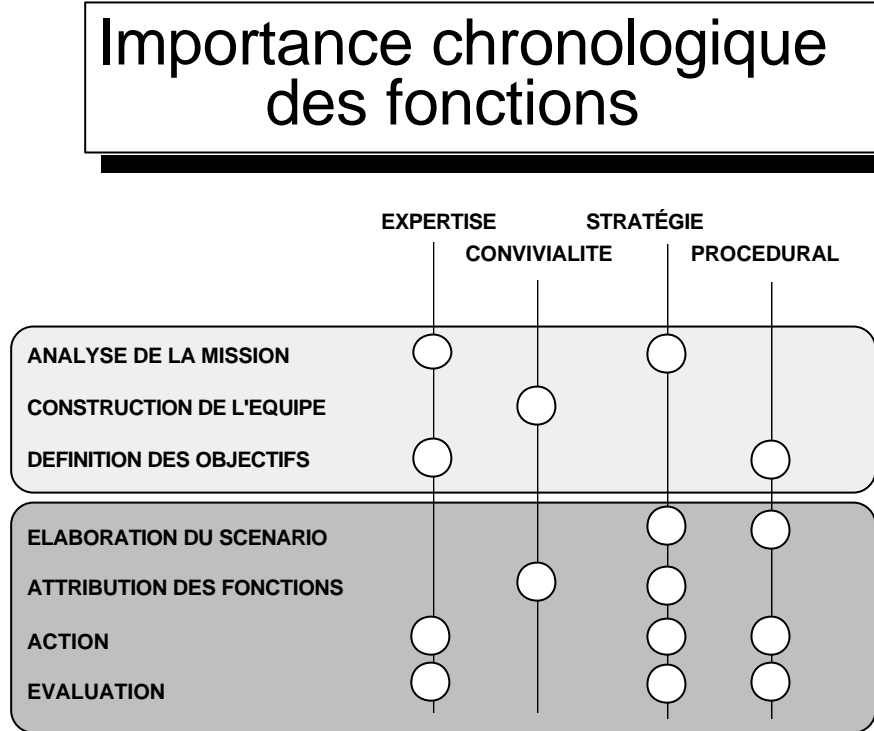 Importance chronologique
des fonctions
EXPERTISE STRATÉGIE
CONVIVIALITE PROCEDURAL
ANALYSE DE LA MISSION
CONSTRUCTION DE L'EQUIPE
DEFINITION DES OBJECTIFS
ELABORATION DU SCENARIO
ATTRIBUTION DES FONCTIONS
ACTION
EVALUATION